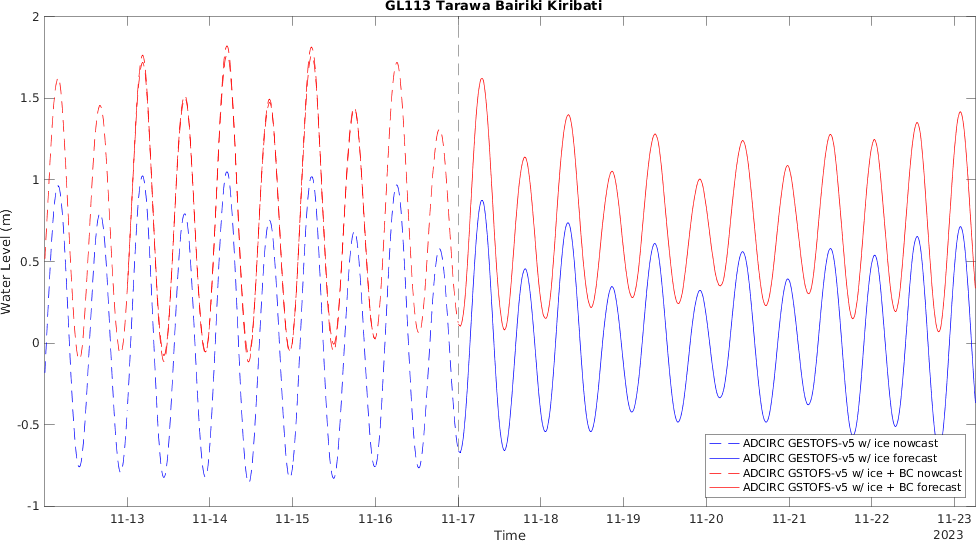 GL113 Tarawa Bairiki Kiribati
2
1.5
1
0.5
0
-0.5
-1
Water Level (m)
ADCIRC GESTOFS-v5 w/ ice nowcast
ADCIRC GESTOFS-v5 w/ ice forecast
ADCIRC GSTOFS-v5 w/ ice + BC nowcast
ADCIRC GSTOFS-v5 w/ ice + BC forecast
11-13 11-14 11-15 11-16 11-17 11-18 11-19 11-20 11-21 11-22 11-23
Time
2023